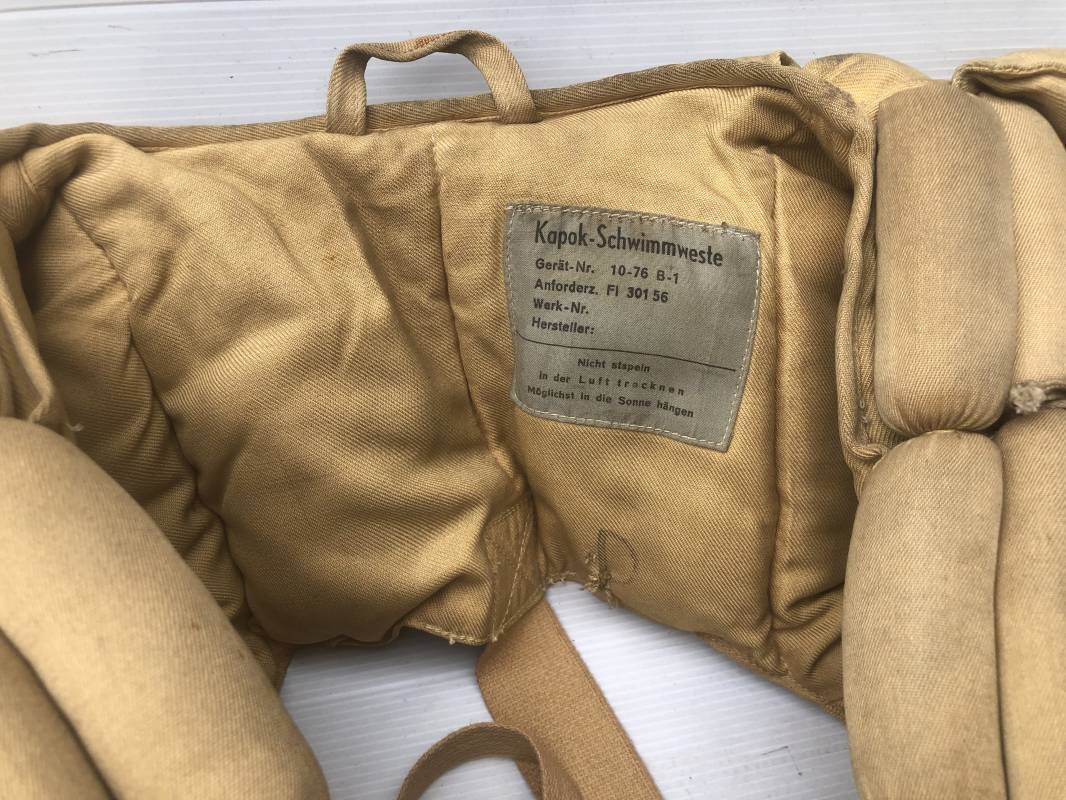 Kapok-Schwimmweste
Gerät-Nr. 10-76 B-1
Anforderz. Fl 30156
Werk-Nr.
Hersteller:
Nicht stapeln
in der Luft trocknen
Möglichst in die Sonne hängen